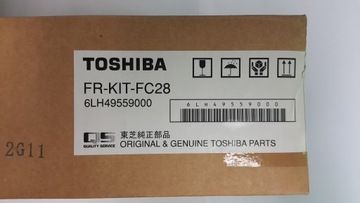 TOSHIBA
FR-KIT-FC28
6LH49559000
6LH49559000
QS
QUALITY SERVICE
東芝純正部品
ORIGINAL & GENUINE TOSHIBA PARTS
2G11